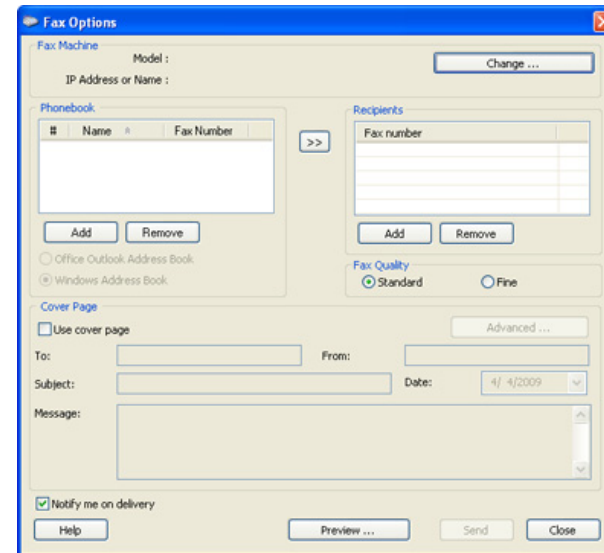 Fax Options
Fax Machine
Model :
Change ...
IP Address or Name :
Phonebook
# Name Fax Number
>>
Recipients
Fax number
Add Remove
Add Remove
Office Outlook Address Book
Windows Address Book
Fax Quality
Standard Fine
Cover Page
Use cover page
Advanced ...
To: From:
Subject: Date: 4/ 4/2009
Message:
Notify me on delivery
Help Preview ... Send Close